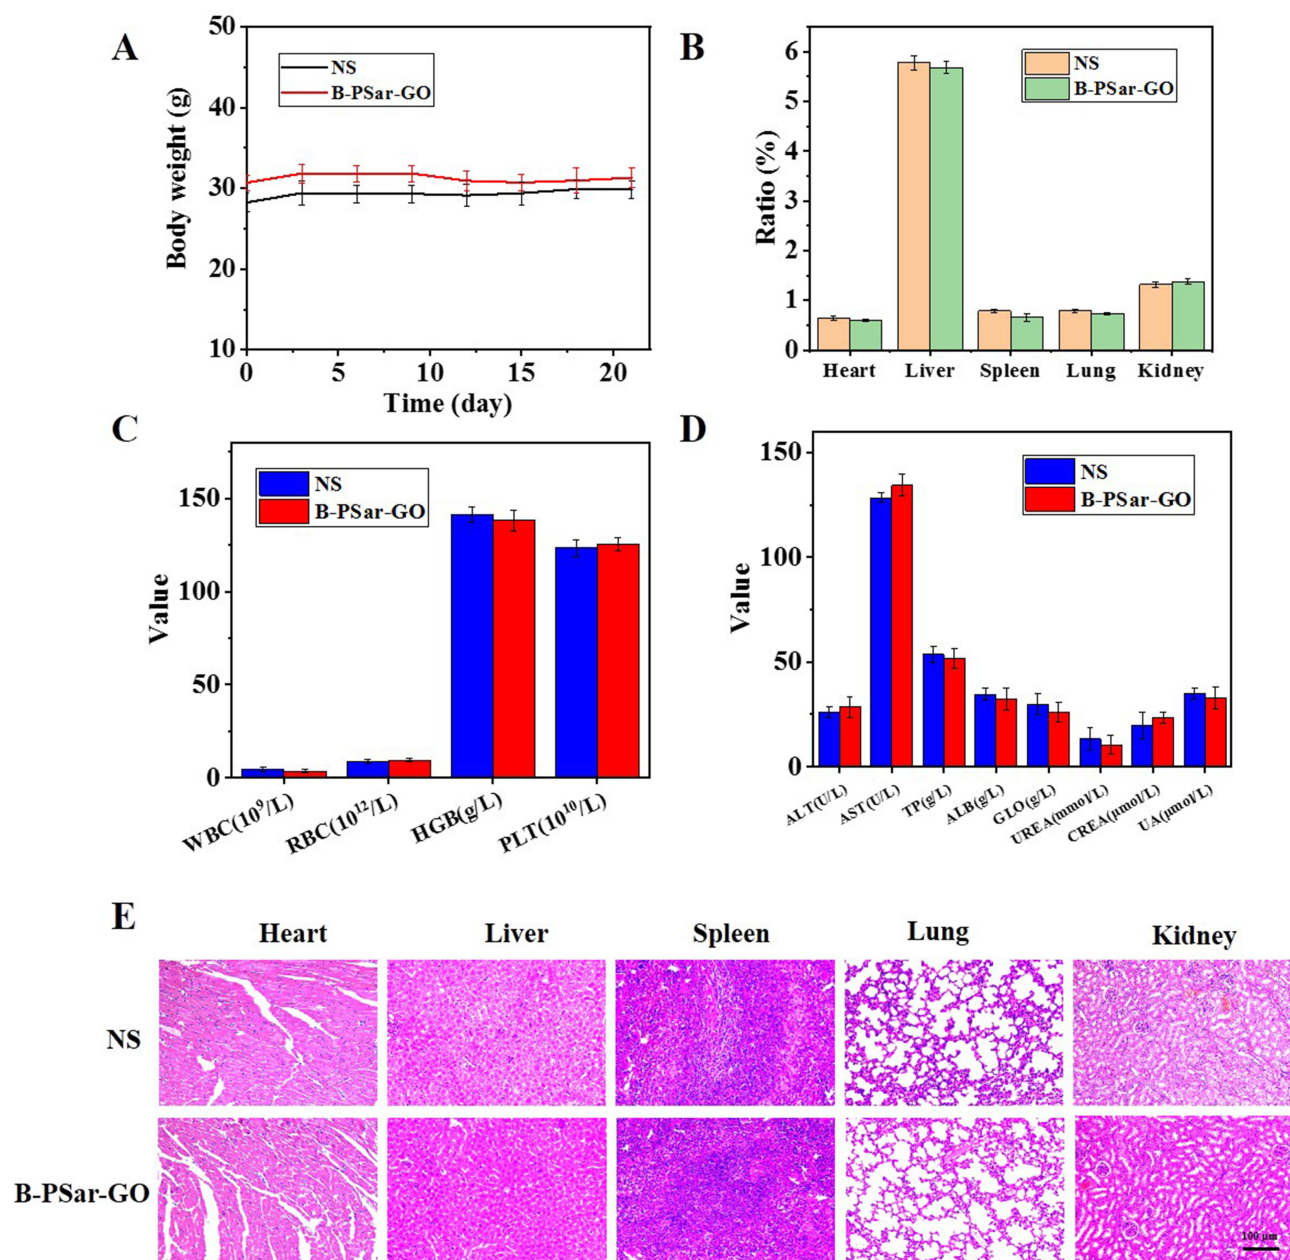 A
50
40
30
20
10
Body weight (g)
NS
B-PSar-GO
0
5
10
15
20
Time (day)
B
6
5
4
3
2
1
0
Ratio (%)
NS
B-PSar-GO
Heart
Liver
Spleen
Lung
Kidney
C
150
100
50
0
Value
NS
B-PSar-GO
WBC(10⁹/L)
RBC(10¹²/L)
HGB(g/L)
PLT(10¹⁰/L)
D
150
100
50
0
Value
NS
B-PSar-GO
ALT(U/L)
AST(U/L)
TP(g/L)
ALB(g/L)
GLO(g/L)
UREA(mmol/L)
CREA(μmol/L)
UA(μmol/L)
E
Heart
Liver
Spleen
Lung
Kidney
NS
B-PSar-GO
100 μm